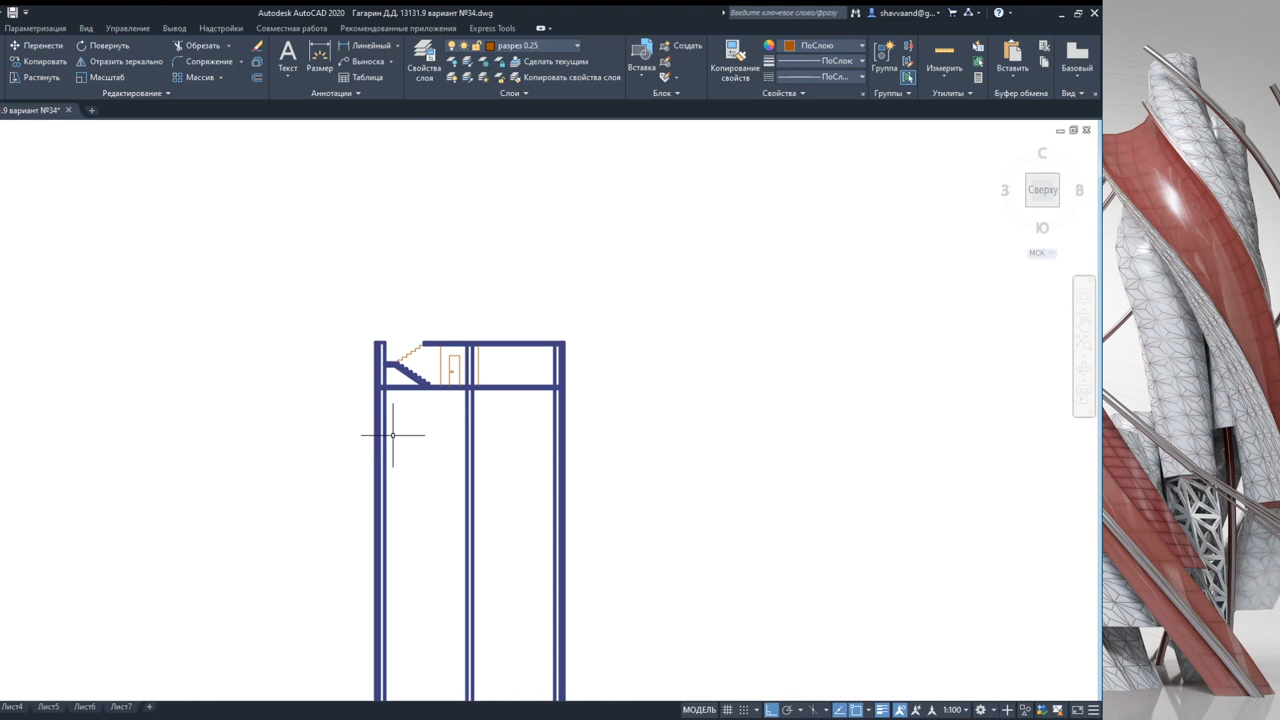 Autodesk AutoCAD 2020 Гагарин Д.Д. 13131.9 вариант №34.dwg
Введите ключевое слово/фразу
shavvaand@g...
Параметризация Вид Управление Вывод Надстройки Совместная работа Рекомендованные приложения Express Tools
Перенести Повернуть Обрезать
Копировать Отразить зеркально Сопряжение
Растянуть Масштаб Массив
Редактирование
Текст Размер
Линейный
Выноска
Таблица
Аннотации
Свойства слоя
разрез 0.25
Сделать текущим
Копировать свойства слоя
Слои
Вставка
Создать
Блок
Копирование свойств
ПоСлою
ПоСлою
ПоСл...
Свойства
Группа
Группы
Измерить
Утилиты
Вставить
Буфер обмена
Базовый
Вид
.9 вариант №34*
С
З Сверху В
Ю
МСК
Лист4 Лист5 Лист6 Лист7
МОДЕЛЬ 1:100